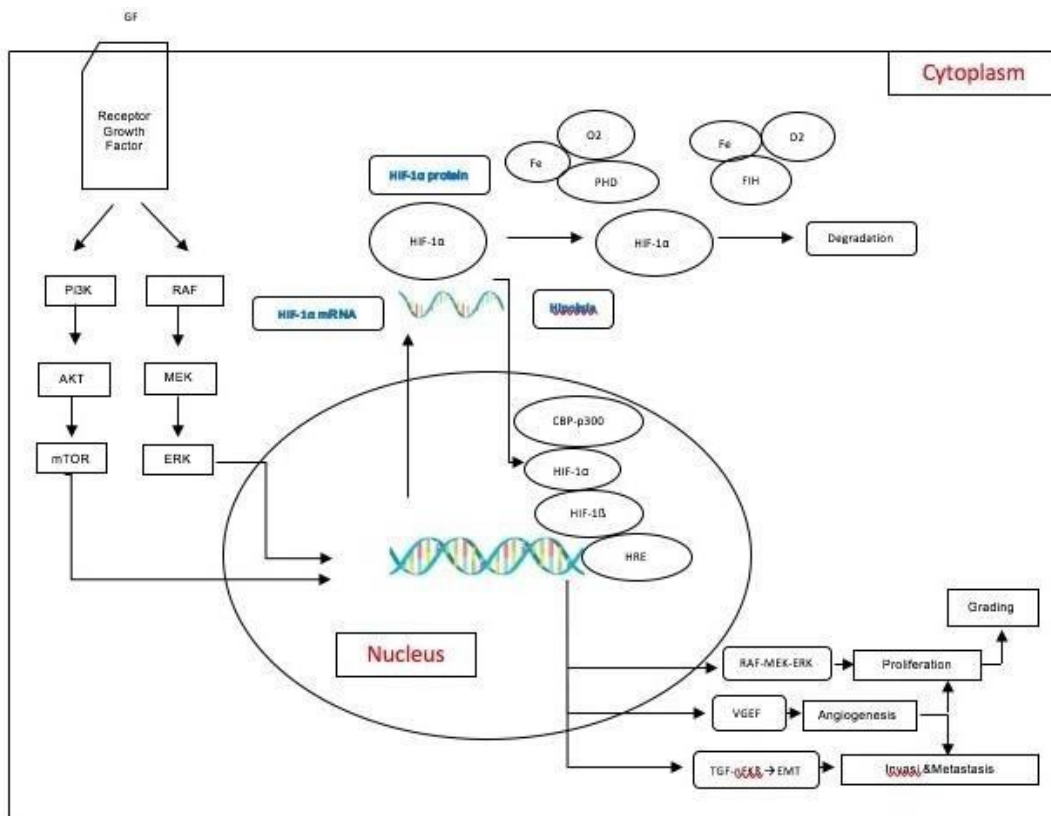 GF
Cytoplasm
Receptor
Growth
Factor
O2
Fe
PHD
Fe
O2
FIH
HIF-1α protein
HIF-1α
HIF-1α
Degradation
PI3K
RAF
HIF-1α mRNA
AKT
MEK
mTOR
ERK
CBP-p300
HIF-1α
HIF-1ß
HRE
Nucleus
Grading
RAF-MEK-ERK
Proliferation
VGEF
Angiogenesis
→EMT
Invasi &Metastasis